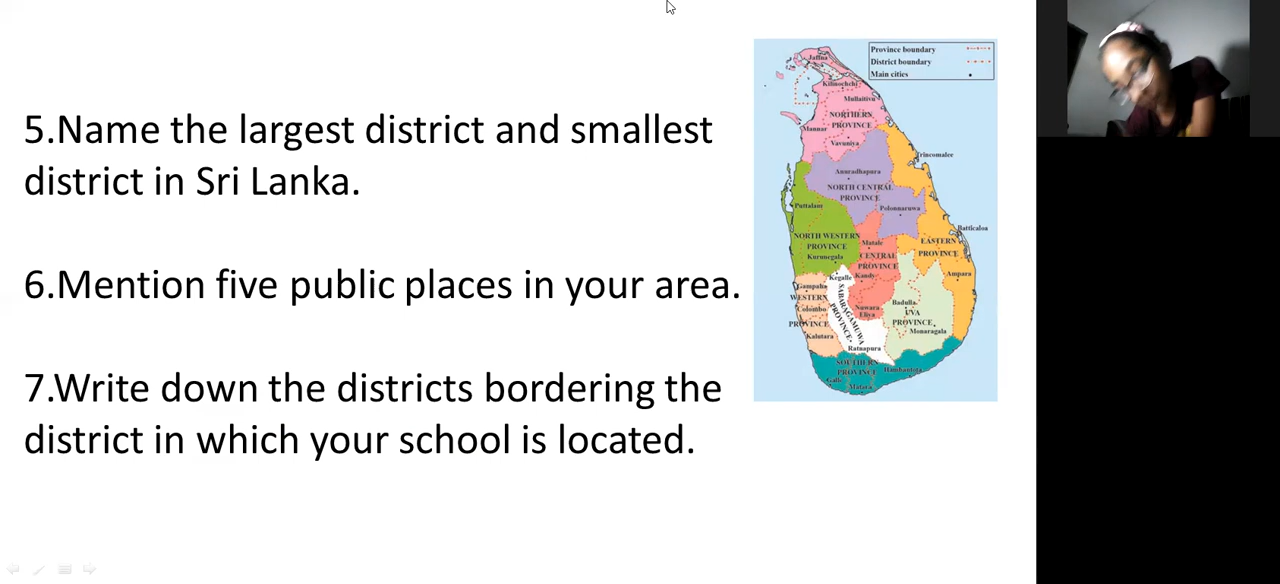 5.Name the largest district and smallest
district in Sri Lanka.
6.Mention five public places in your area.
7.Write down the districts bordering the
district in which your school is located.
Province boundary
District boundary
Main cities
Jaffna
Kilinochchi
Mullaitivu
NORTHERN
PROVINCE
Mannar
Vavuniya
Trincomalee
Anuradhapura
NORTH CENTRAL
PROVINCE
Puttalam
Polonnaruwa
Batticaloa
NORTH WESTERN
PROVINCE
Matale
EASTERN
PROVINCE
Kurunegala
CENTRAL
PROVINCE
Kegalle
Kandy
Ampara
Gampaha
WESTERN
PROVINCE
SABARAGAMUWA
PROVINCE
Badulla
Colombo
Nuwara
Eliya
UVA
PROVINCE
Monaragala
Kalutara
Ratnapura
SOUTHERN
PROVINCE
Hambantota
Galle
Matara